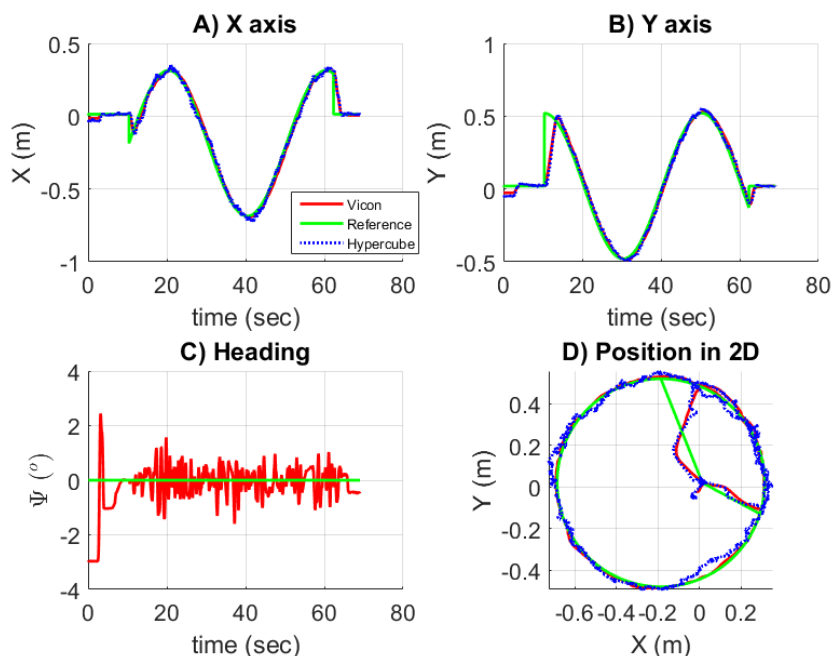 A) X axis
0.5
0
-0.5
-1
X (m)
0 20 40 60 80
time (sec)
Vicon
Reference
Hypercube
B) Y axis
1
0.5
0
-0.5
Y (m)
0 20 40 60 80
time (sec)
C) Heading
4
2
0
-2
-4
Ψ (º)
0 20 40 60 80
time (sec)
D) Position in 2D
0.4
0.2
0
-0.2
-0.4
Y (m)
-0.6 -0.4 -0.2 0 0.2
X (m)